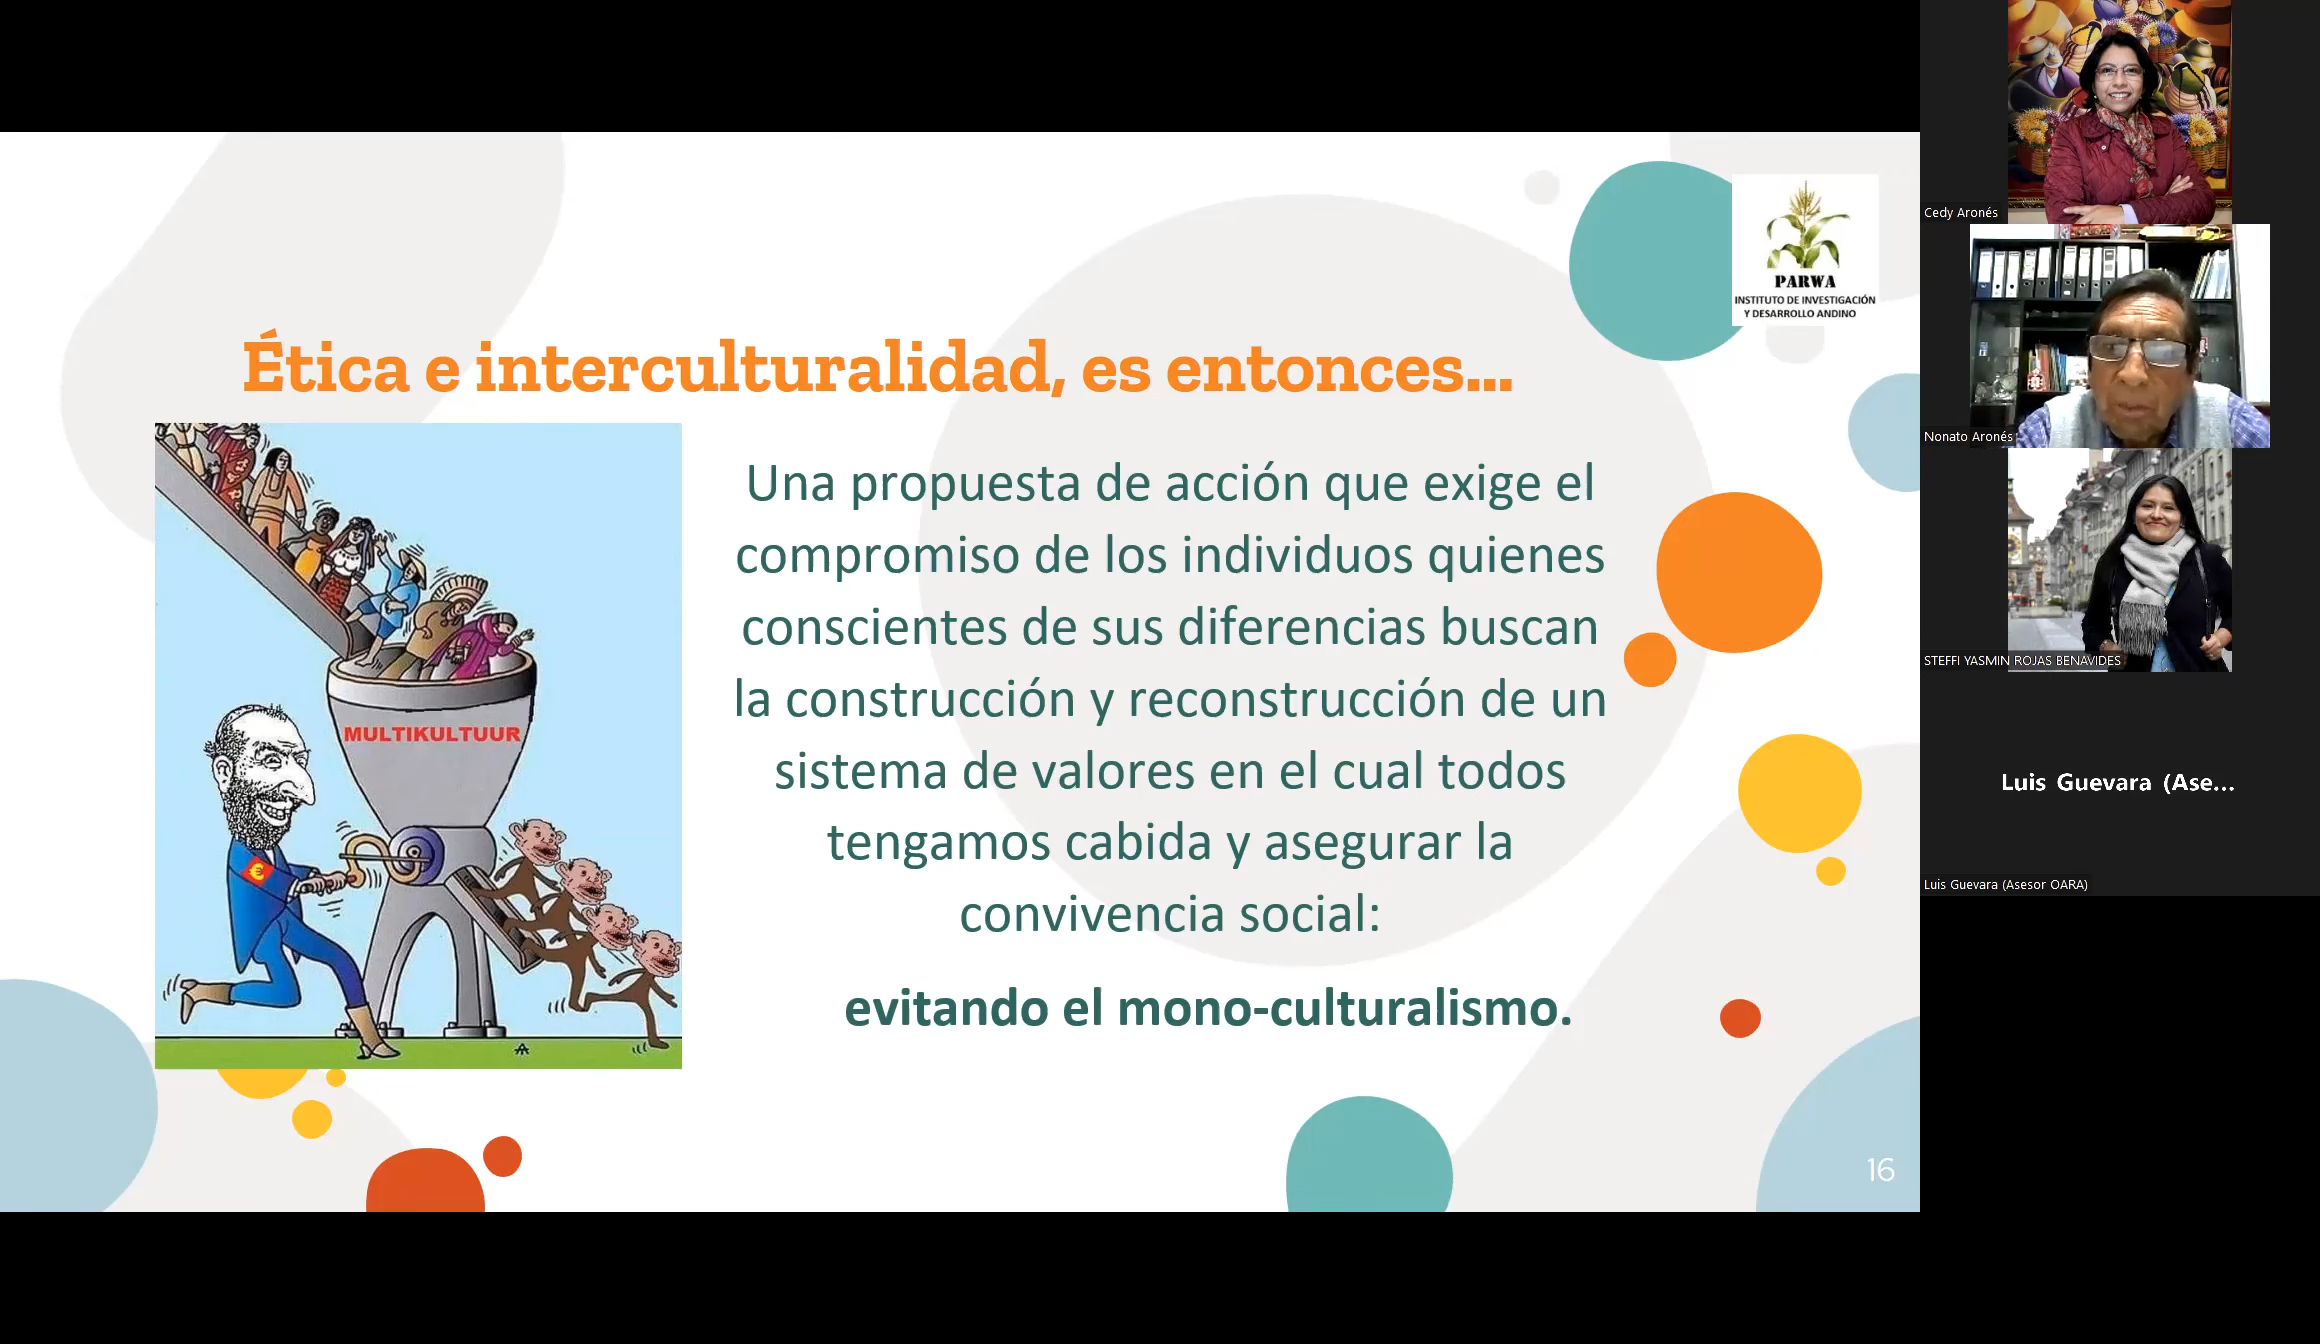 Ética e interculturalidad, es entonces...
PARWA
INSTITUTO DE INVESTIGACIÓN
Y DESARROLLO ANDINO
MULTIKULTUUR
€
Una propuesta de acción que exige el
compromiso de los individuos quienes
conscientes de sus diferencias buscan
la construcción y reconstrucción de un
sistema de valores en el cual todos
tengamos cabida y asegurar la
convivencia social:
evitando el mono-culturalismo.
16
Cedy Aronés
Nonato Aronés
STEFFI YASMIN ROJAS BENAVIDES
Luis Guevara (Ase...
Luis Guevara (Asesor OARA)